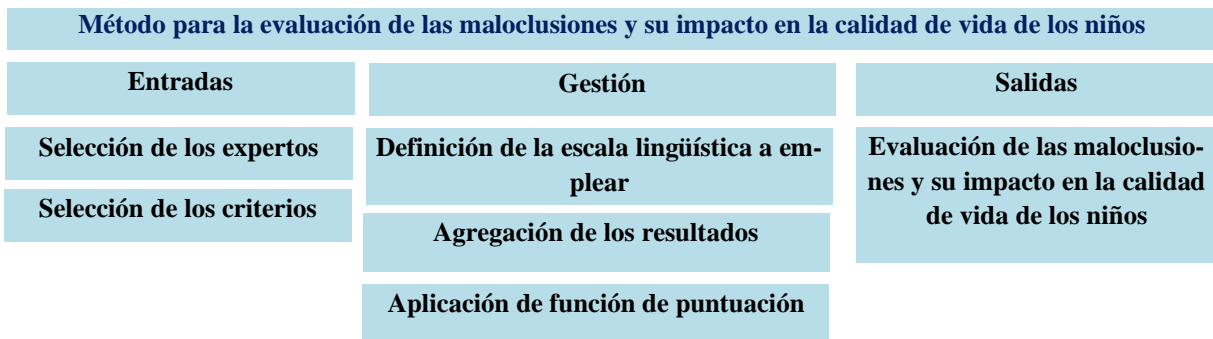 Método para la evaluación de las maloclusiones y su impacto en la calidad de vida de los niños
Entradas
Selección de los expertos
Selección de los criterios
Gestión
Definición de la escala lingüística a em-
plear
Agregación de los resultados
Aplicación de función de puntuación
Salidas
Evaluación de las maloclusio-
nes y su impacto en la calidad
de vida de los niños